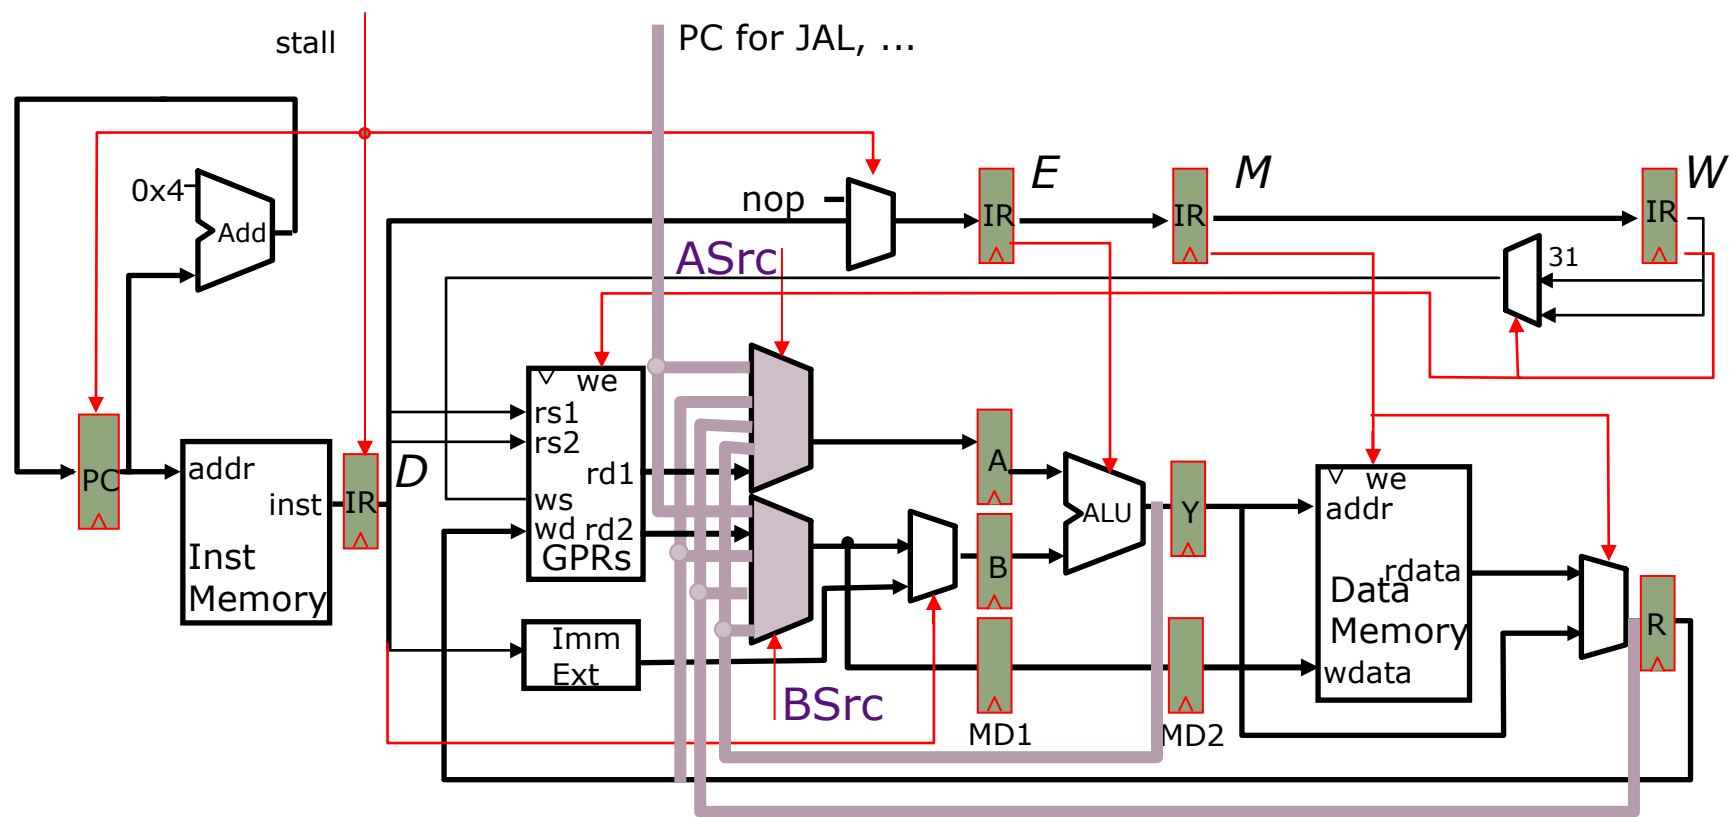 stall
PC for JAL, ...
0x4
Add
nop
E
M
W
IR
IR
IR
ASrc
31
we
rs1
rs2
rd1
ws
wd
rd2
GPRs
PC
addr
inst
Inst
Memory
IR
D
A
B
ALU
Y
we
addr
rdata
Data
Memory
wdata
R
Imm
Ext
BSrc
MD1
MD2